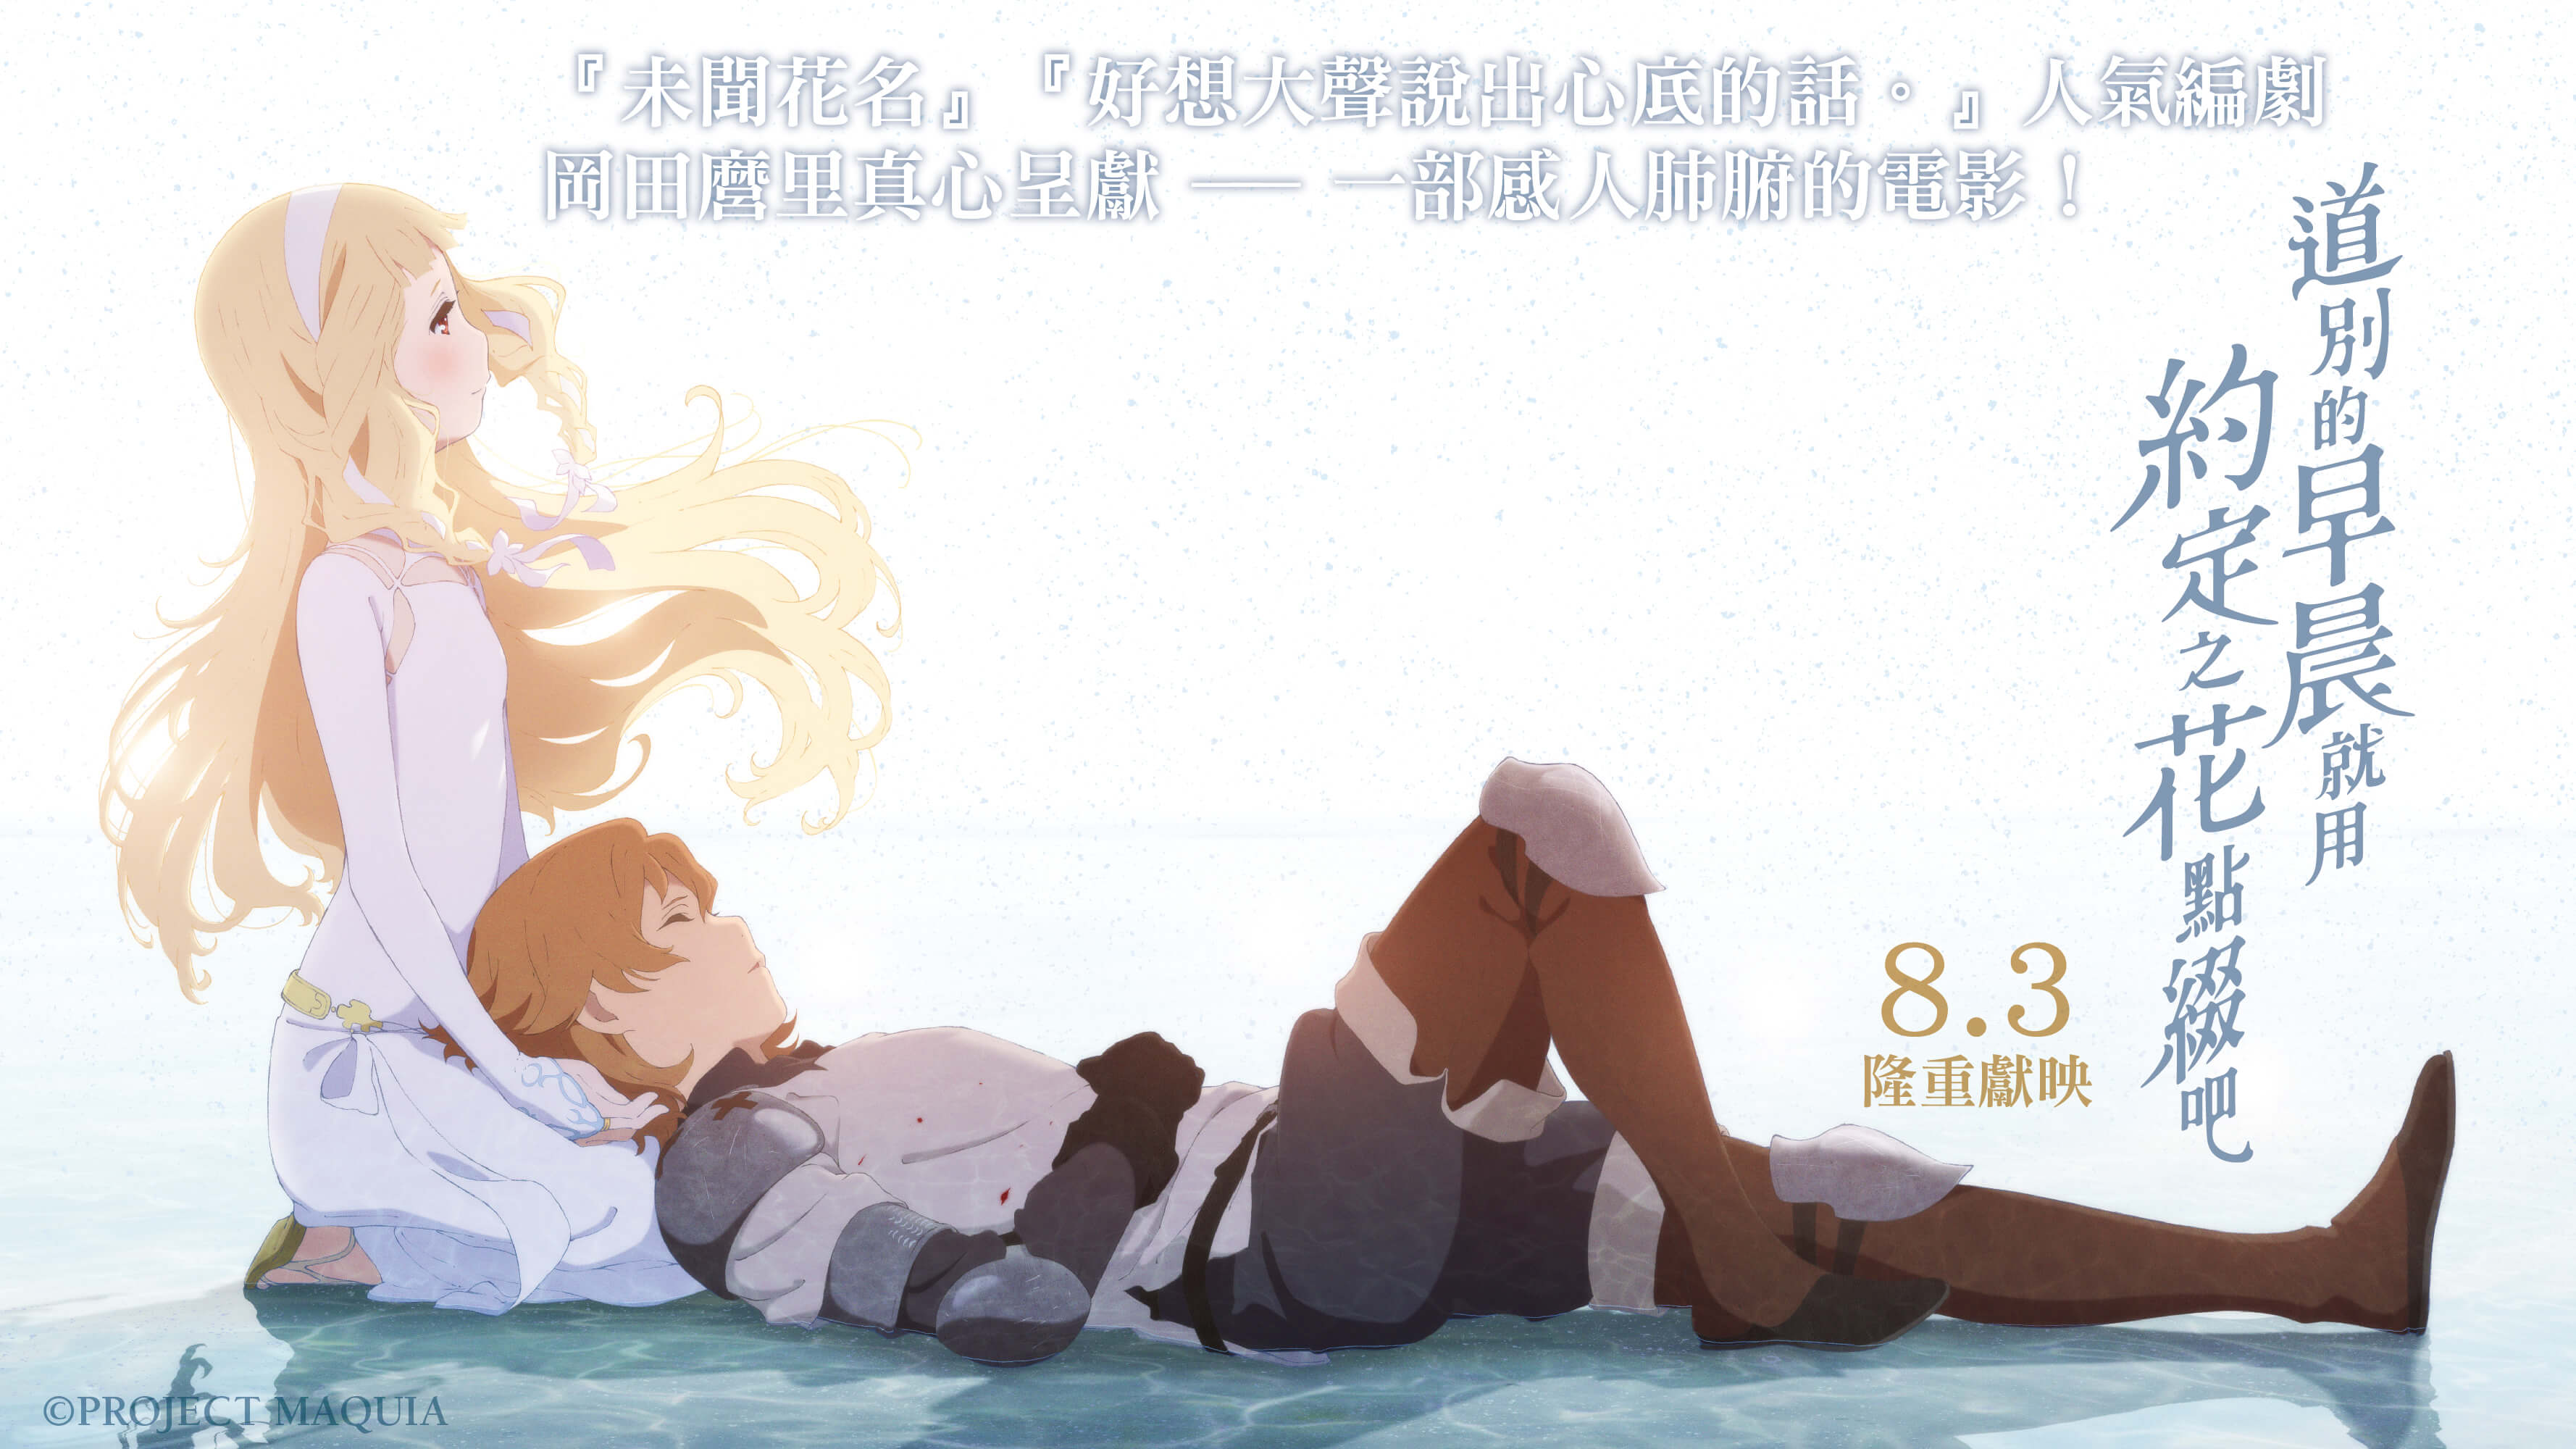 『未聞花名』『好想大聲說出心底的話。』人氣編劇
岡田麿里真心呈獻 —— 一部感人肺腑的電影！
道別的早晨就用
約定之花點綴吧
8.3
隆重獻映
©PROJECT MAQUIA